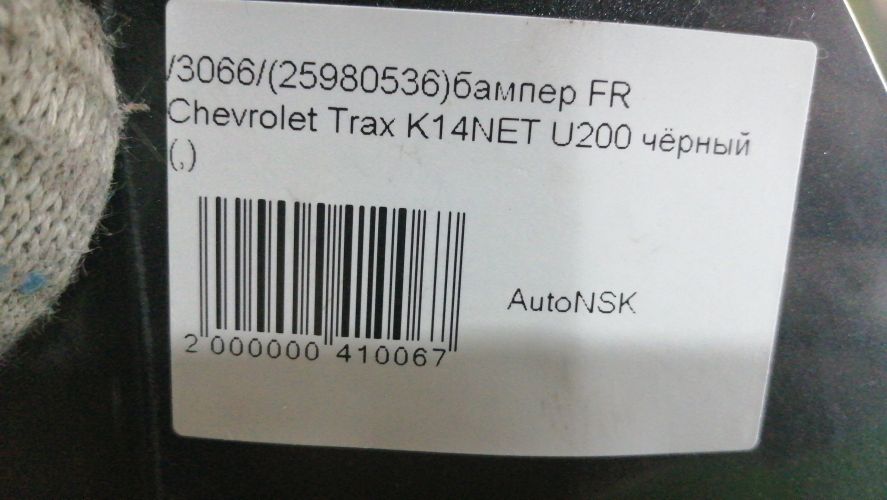 /3066/(25980536)бампер FR
Chevrolet Trax K14NET U200 чёрный
(,)
AutoNSK
2 000000 410067